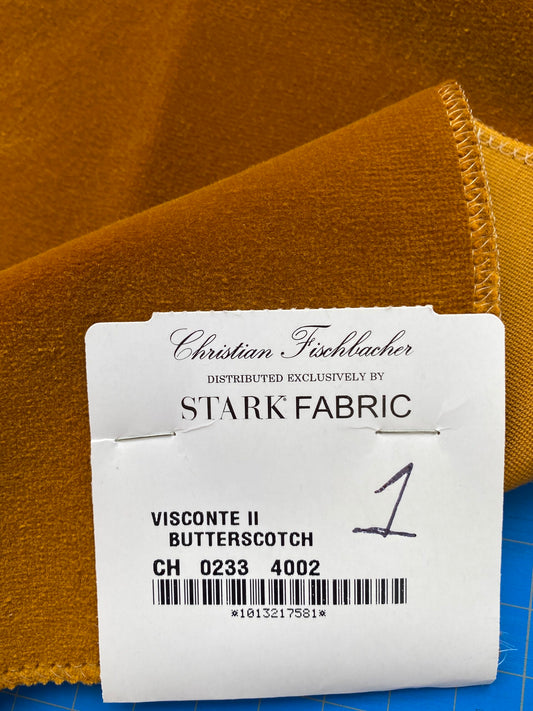 Christian Fischbacher
DISTRIBUTED EXCLUSIVELY BY
STARK® FABRIC
1
VISCONTE II
BUTTERSCOTCH
CH 0233 4002
*1013217581*